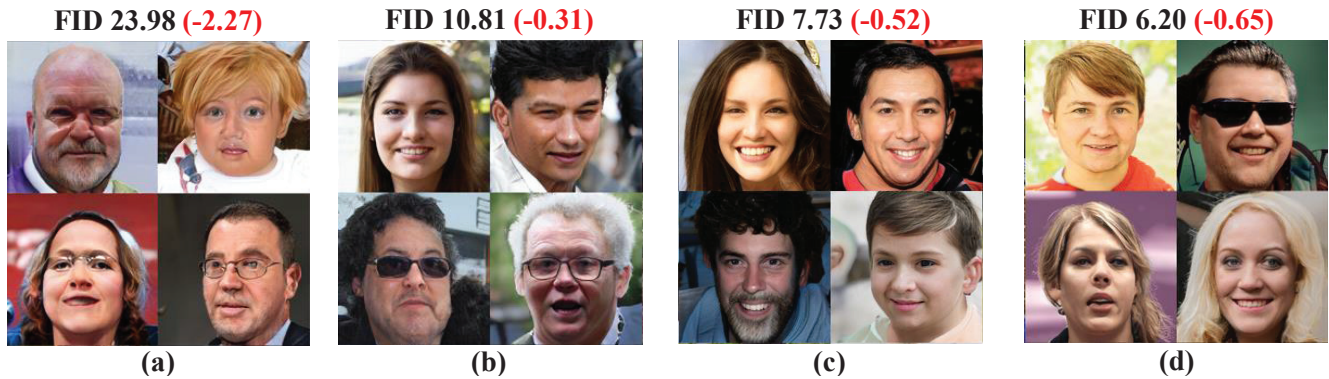 FID 23.98 (-2.27) FID 10.81 (-0.31) FID 7.73 (-0.52) FID 6.20 (-0.65)
(a) (b) (c) (d)